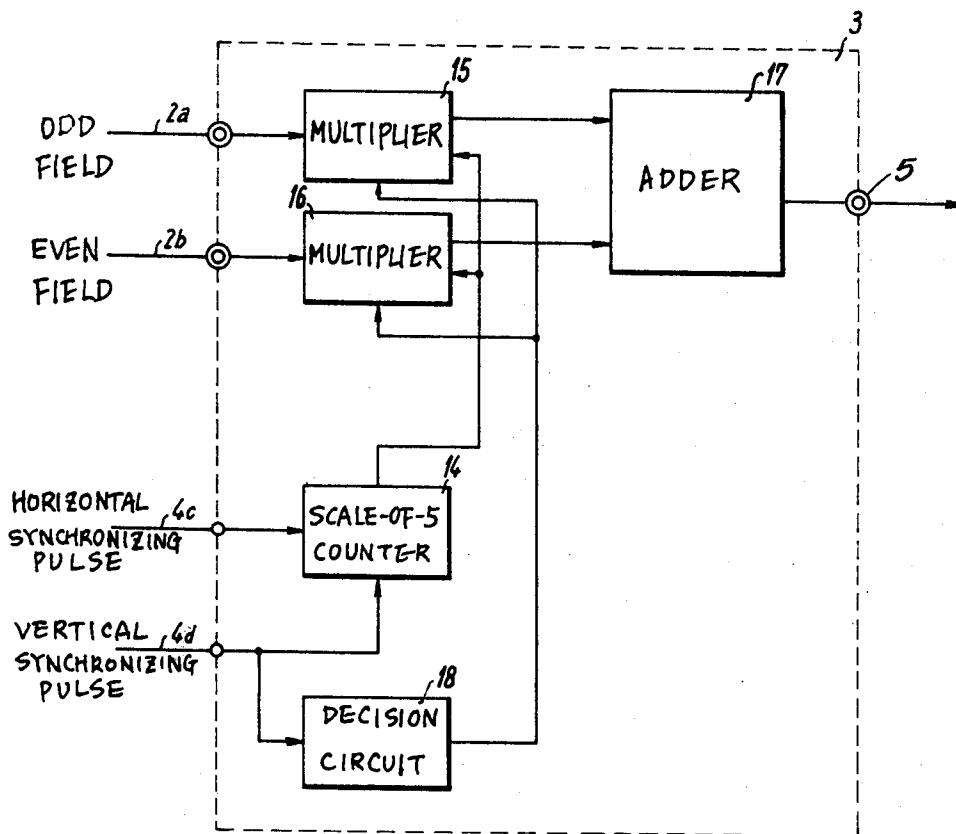 3
ODD
FIELD
2a
15
MULTIPLIER
17
ADDER
5
EVEN
FIELD
2b
16
MULTIPLIER
HORIZONTAL
SYNCHRONIZING
PULSE
4c
14
SCALE-OF-5
COUNTER
VERTICAL
SYNCHRONIZING
PULSE
4d
18
DECISION
CIRCUIT